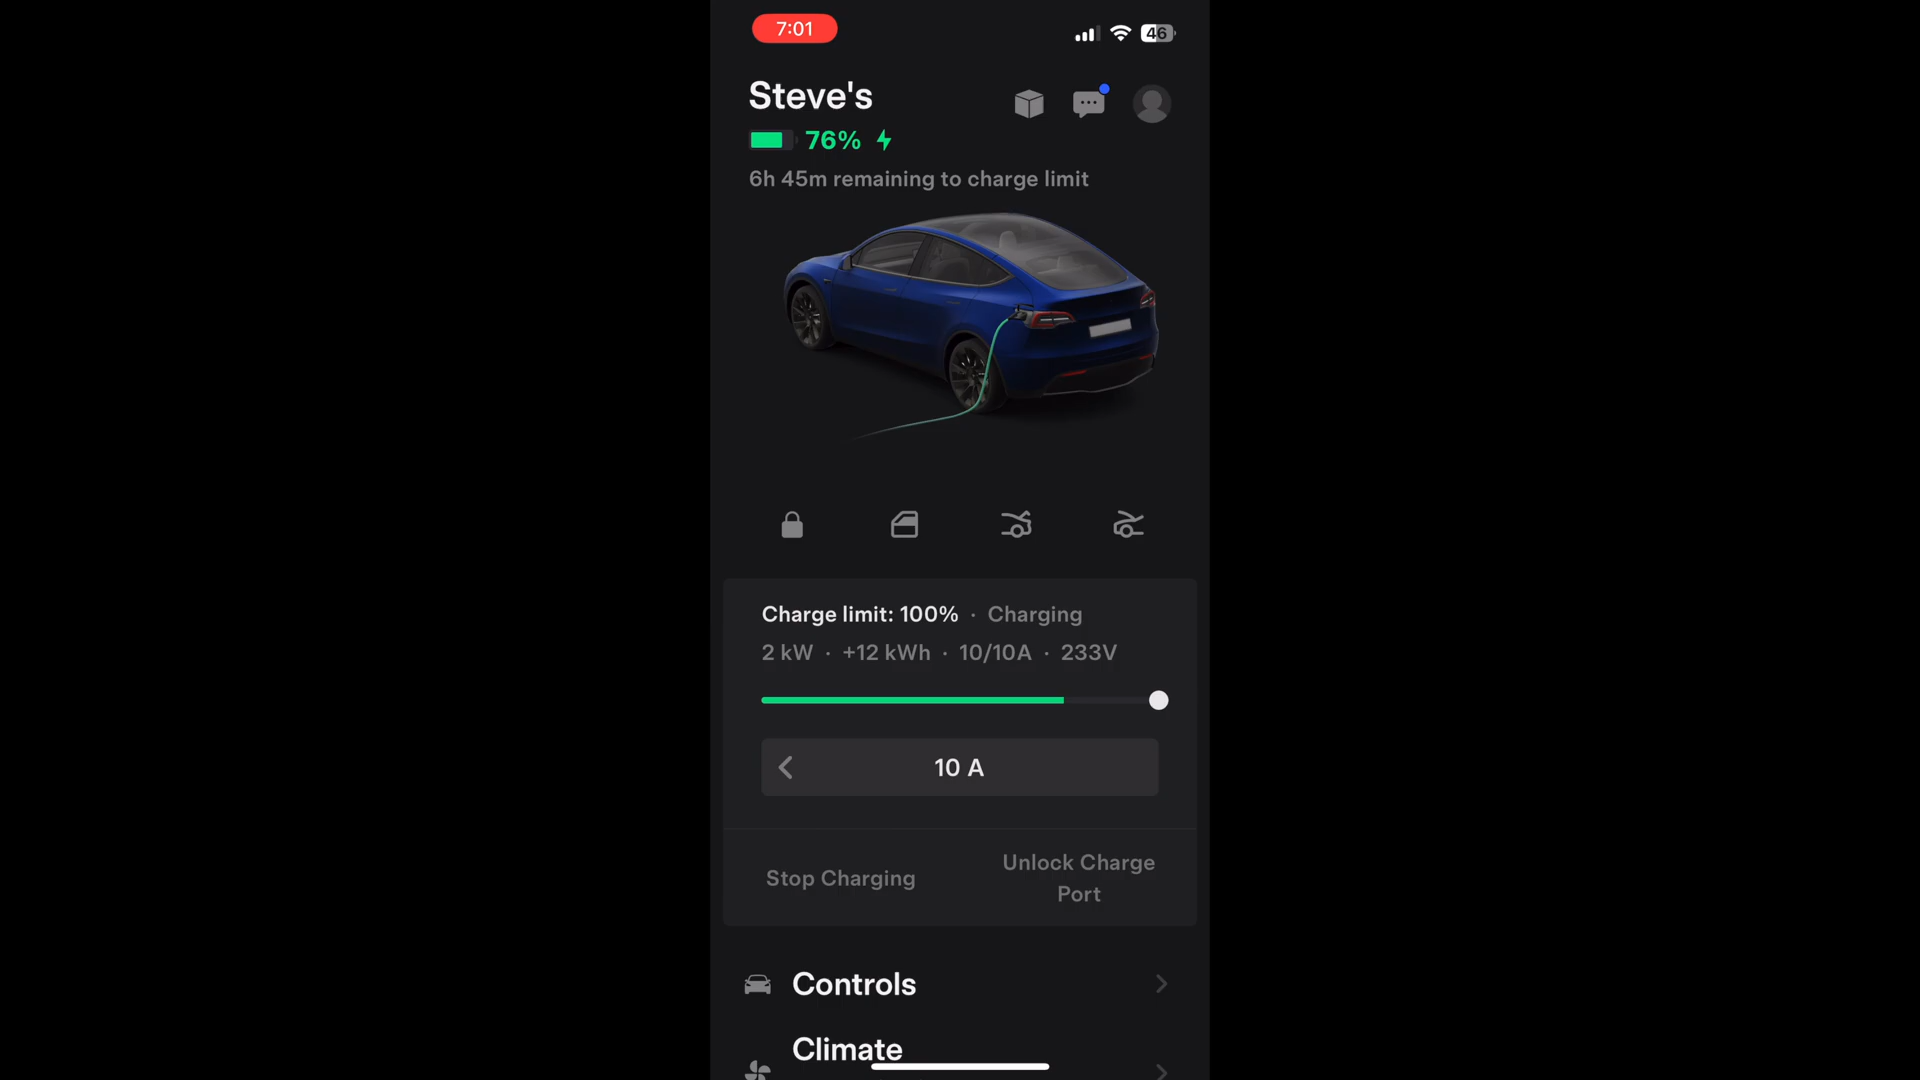 7:01
46
Steve's
76%
6h 45m remaining to charge limit
Charge limit: 100% · Charging
2 kW · +12 kWh · 10/10A · 233V
10 A
Stop Charging
Unlock Charge
Port
Controls
Climate